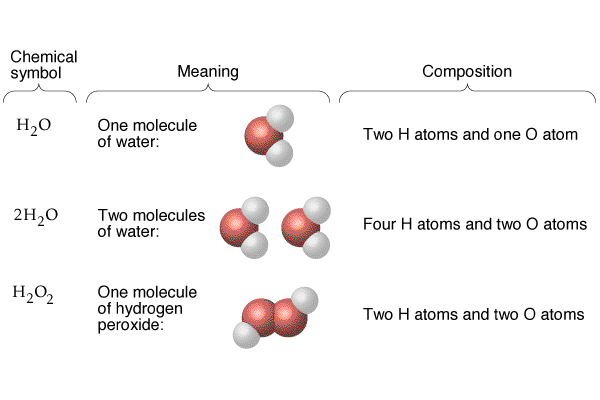 Chemical
symbol
Meaning
Composition
H₂O
One molecule
of water:
Two H atoms and one O atom
2H₂O
Two molecules
of water:
Four H atoms and two O atoms
H₂O₂
One molecule
of hydrogen
peroxide:
Two H atoms and two O atoms